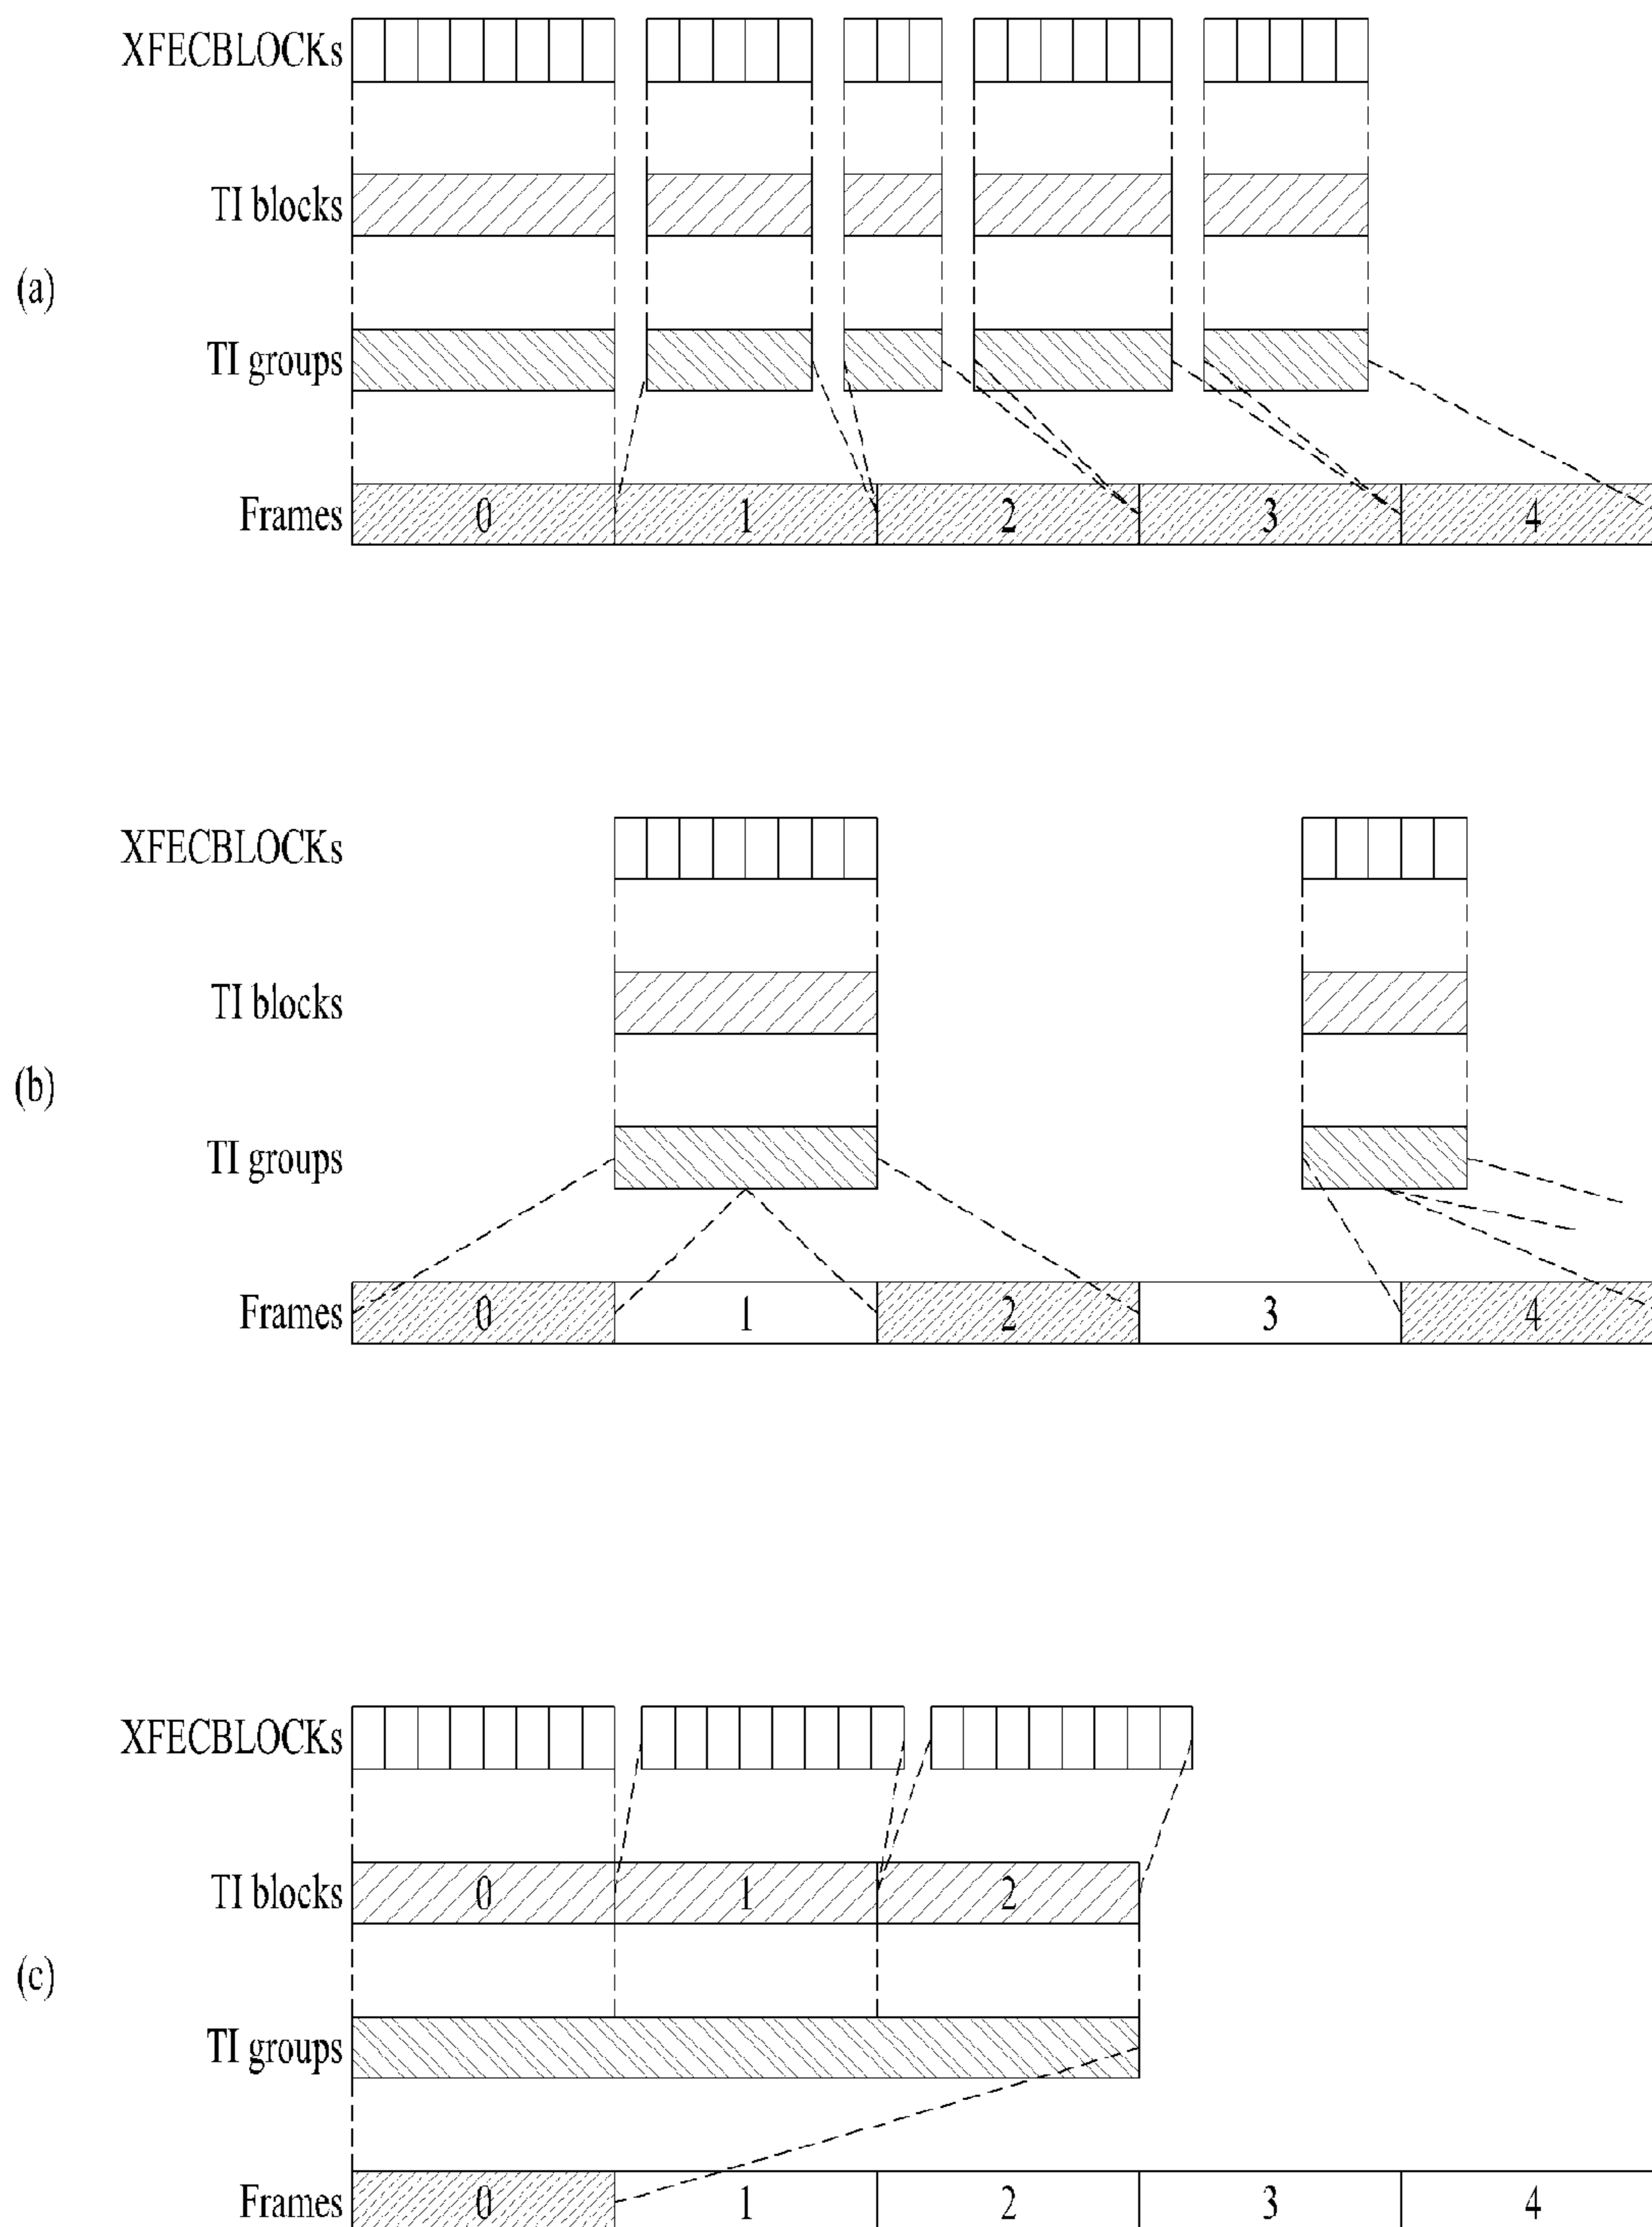 XFECBLOCKs
TI blocks
(a)
TI groups
Frames 0 1 2 3 4
XFECBLOCKs
TI blocks
(b)
TI groups
Frames 0 1 2 3 4
XFECBLOCKs
TI blocks 0 1 2
(c)
TI groups
Frames 0 1 2 3 4